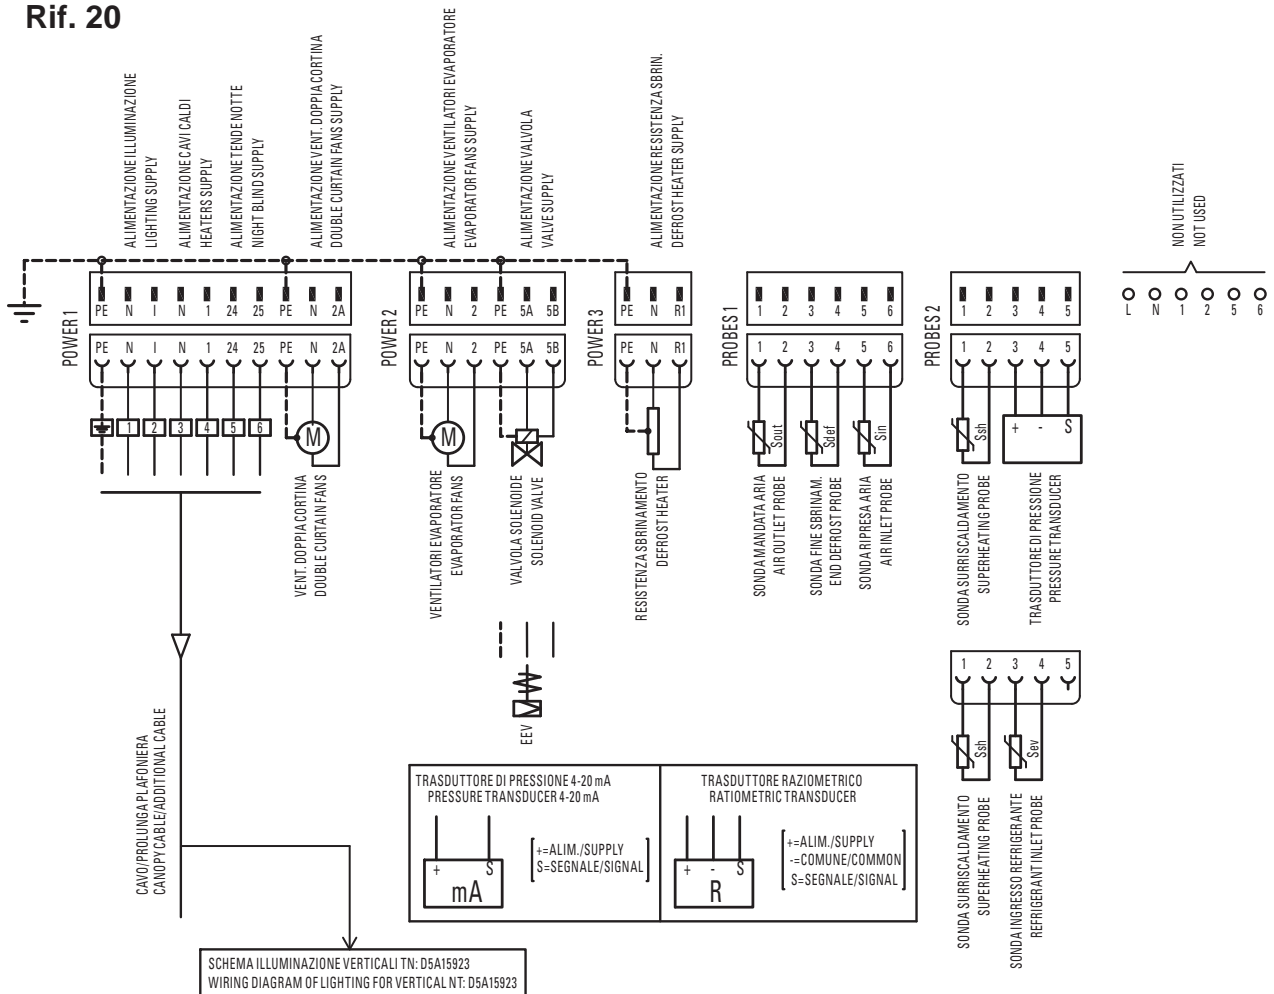 Rif. 20
ALIMENTAZIONE ILLUMINAZIONE
LIGHTING SUPPLY
ALIMENTAZIONE CAVI CALDI
HEATERS SUPPLY
ALIMENTAZIONE TENDE NOTTE
NIGHT BLIND SUPPLY
ALIMENTAZIONE VENT. DOPPIA CORTINA
DOUBLE CURTAIN FANS SUPPLY
ALIMENTAZIONE VENTILATORI EVAPORATORE
EVAPORATOR FANS SUPPLY
ALIMENTAZIONE VALVOLA
VALVE SUPPLY
ALIMENTAZIONE RESISTENZA SBRIN.
DEFROST HEATER SUPPLY
NON UTILIZZATI
NOT USED
POWER 1
PE N I N 1 24 25 PE N 2A
PE N I N 1 24 25 PE N 2A
1 2 3 4 5 6
M
POWER 2
PE N 2 PE 5A 5B
PE N 2 PE 5A 5B
M
POWER 3
PE N R1
PE N R1
PROBES 1
1 2 3 4 5 6
1 2 3 4 5 6
Sout
Sdef
Sin
PROBES 2
1 2 3 4 5
1 2 3 4 5
Ssh
+ - S
L N 1 2 5 6
VENT. DOPPIA CORTINA
DOUBLE CURTAIN FANS
VENTILATORI EVAPORATORE
EVAPORATOR FANS
VALVOLA SOLENOIDE
SOLENOID VALVE
RESISTENZA SBRINAMENTO
DEFROST HEATER
SONDA MANDATA ARIA
AIR OUTLET PROBE
SONDA FINE SBRINAM.
END DEFROST PROBE
SONDA RIPRESA ARIA
AIR INLET PROBE
SONDA SURRISCALDAMENTO
SUPERHEATING PROBE
TRASDUTTORE DI PRESSIONE
PRESSURE TRANSDUCER
EEV
1 2 3 4 5
Ssh
Sev
SONDA SURRISCALDAMENTO
SUPERHEATING PROBE
SONDA INGRESSO REFRIGERANTE
REFRIGERANT INLET PROBE
CAVO/PROLUNGA PLAFONIERA
CANOPY CABLE/ADDITIONAL CABLE
TRASDUTTORE DI PRESSIONE 4-20 mA
PRESSURE TRANSDUCER 4-20 mA
+ S
mA
+=ALIM./SUPPLY
S=SEGNALE/SIGNAL
TRASDUTTORE RAZIOMETRICO
RATIOMETRIC TRANSDUCER
+ - S
R
+=ALIM./SUPPLY
-=COMUNE/COMMON
S=SEGNALE/SIGNAL
SCHEMA ILLUMINAZIONE VERTICALI TN: D5A15923
WIRING DIAGRAM OF LIGHTING FOR VERTICAL NT: D5A15923